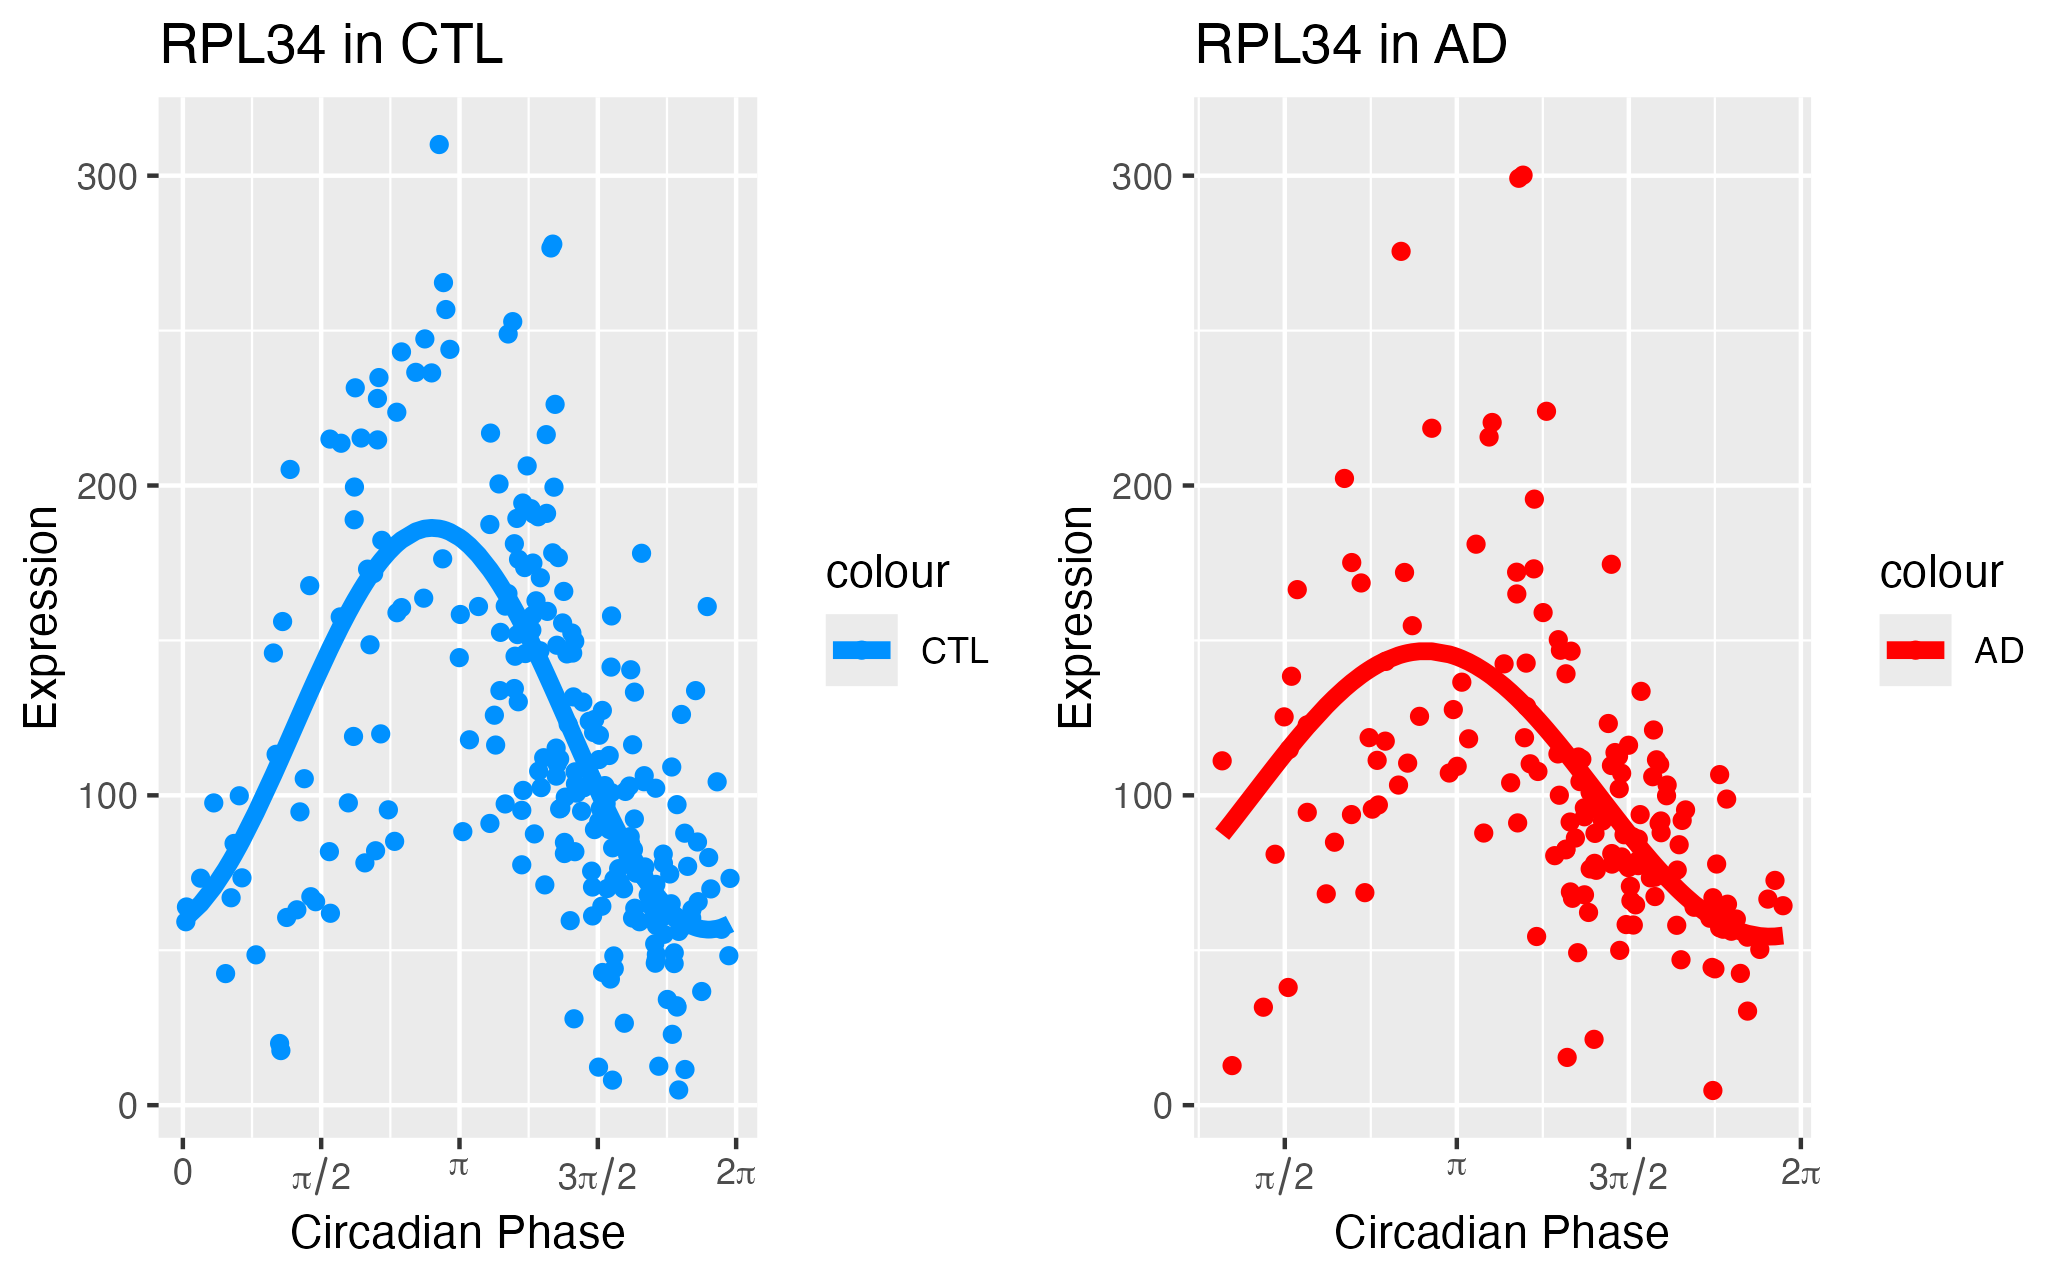 RPL34 in CTL
Expression
300
200
100
0
0 π/2 π 3π/2 2π
Circadian Phase
colour
CTL
RPL34 in AD
Expression
300
200
100
0
π/2 π 3π/2 2π
Circadian Phase
colour
AD